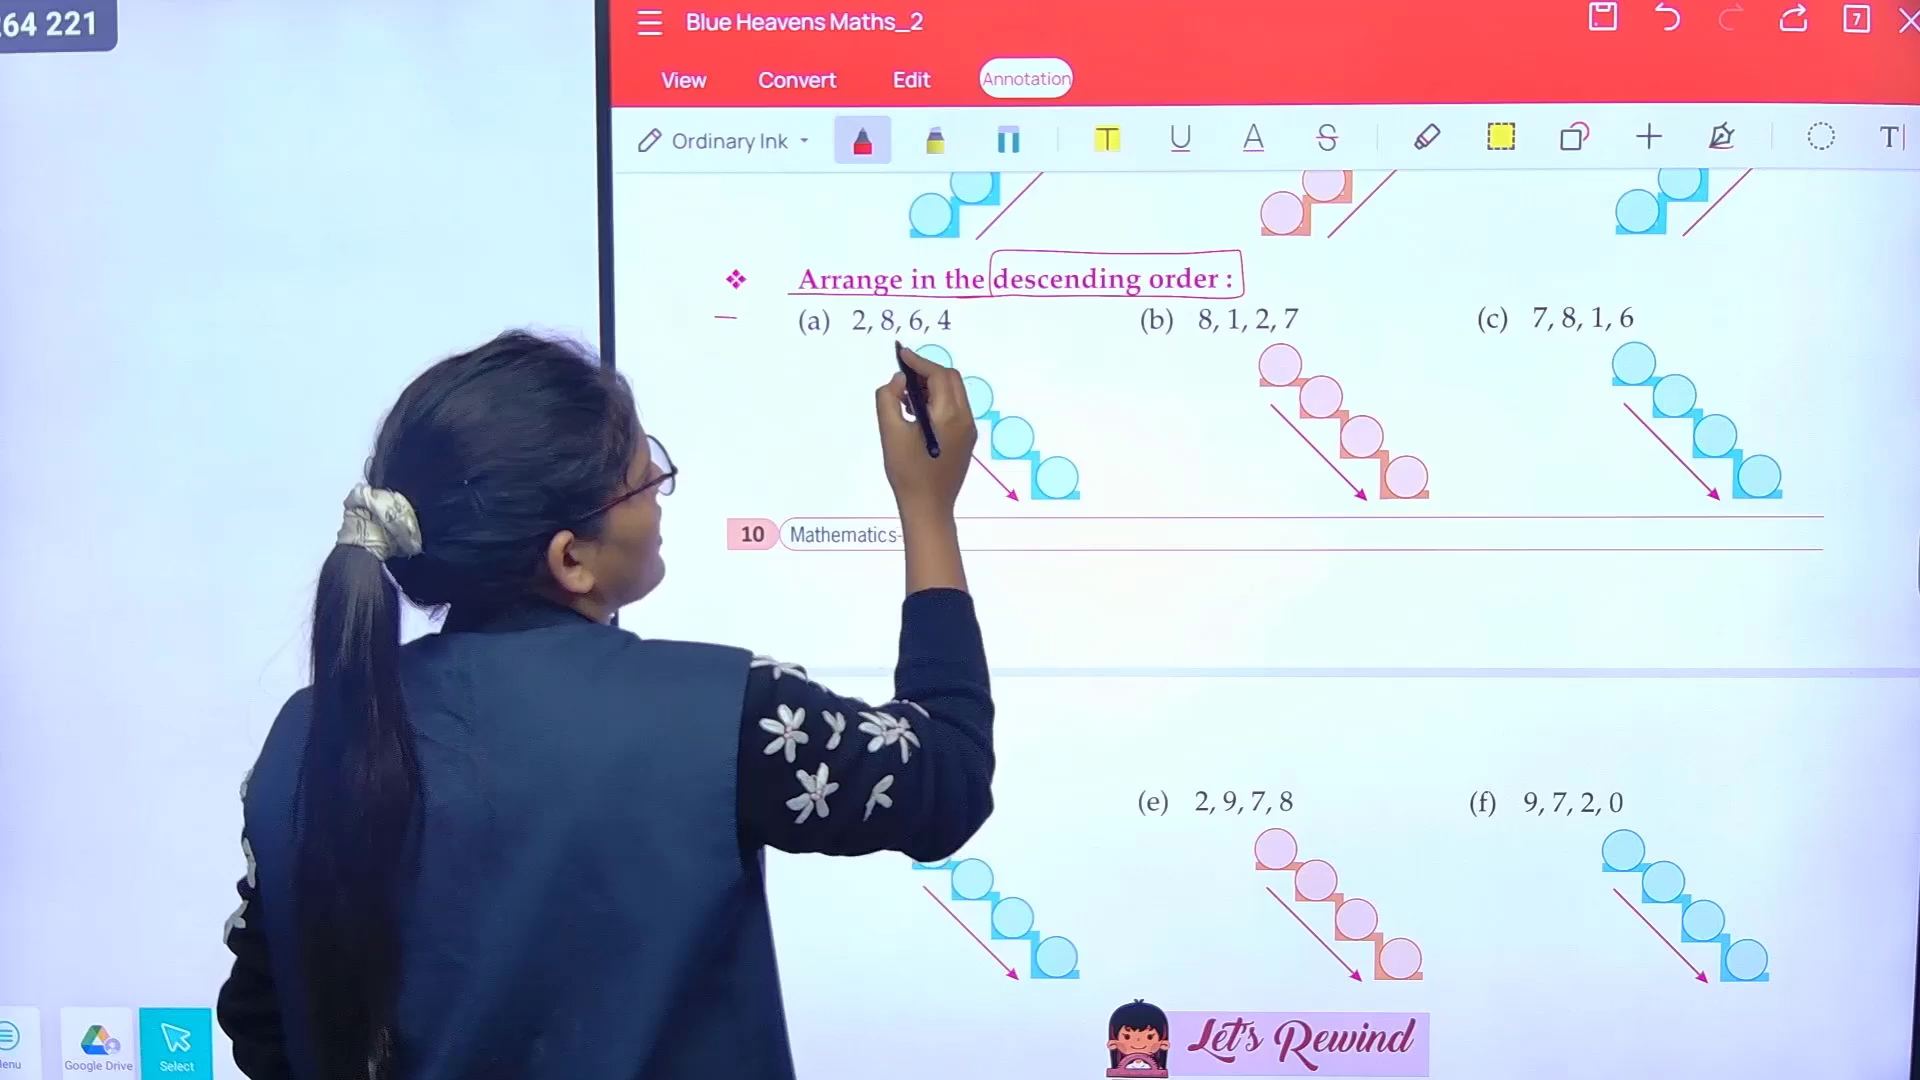 64 221
Blue Heavens Maths_2
7
View Convert Edit Annotation
Ordinary Ink T U A S T
Arrange in the descending order :
(a) 2, 8, 6, 4 (b) 8, 1, 2, 7 (c) 7, 8, 1, 6
10 Mathematics-
(e) 2, 9, 7, 8 (f) 9, 7, 2, 0
Let's Rewind
enu Google Drive Select